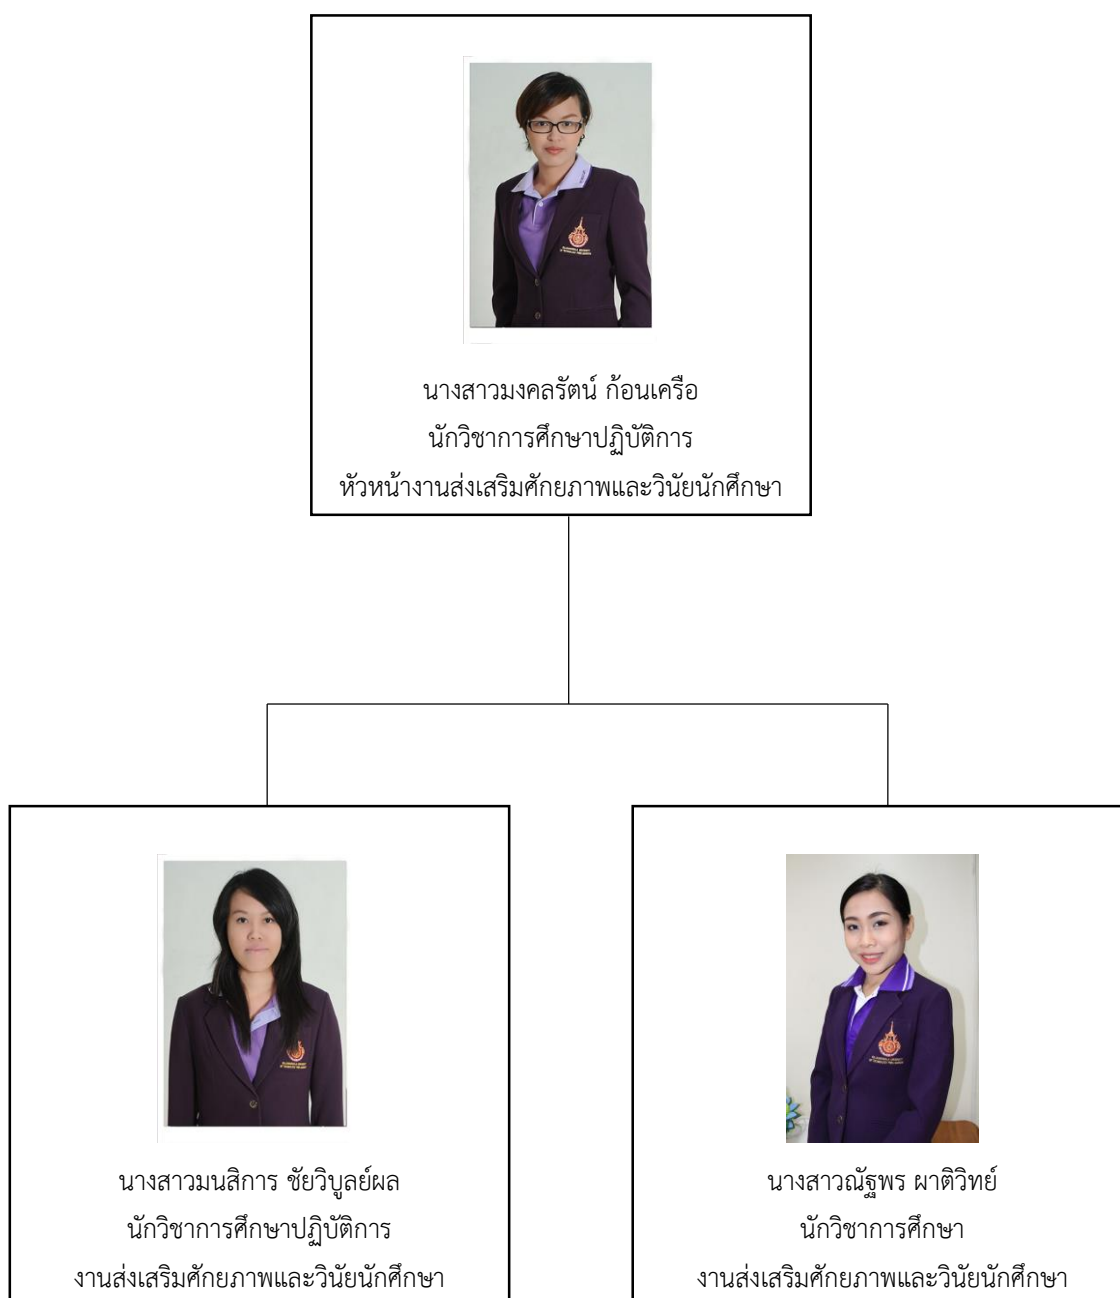 นางสาวมงคลรัตน์ ก้อนเครือ
นักวิชาการศึกษาปฏิบัติการ
หัวหน้างานส่งเสริมศักยภาพและวินัยนักศึกษา
นางสาวมนสิการ ชัยวิบูลย์ผล
นักวิชาการศึกษาปฏิบัติการ
งานส่งเสริมศักยภาพและวินัยนักศึกษา
นางสาวณัฐพร ผาติวิทย์
นักวิชาการศึกษา
งานส่งเสริมศักยภาพและวินัยนักศึกษา